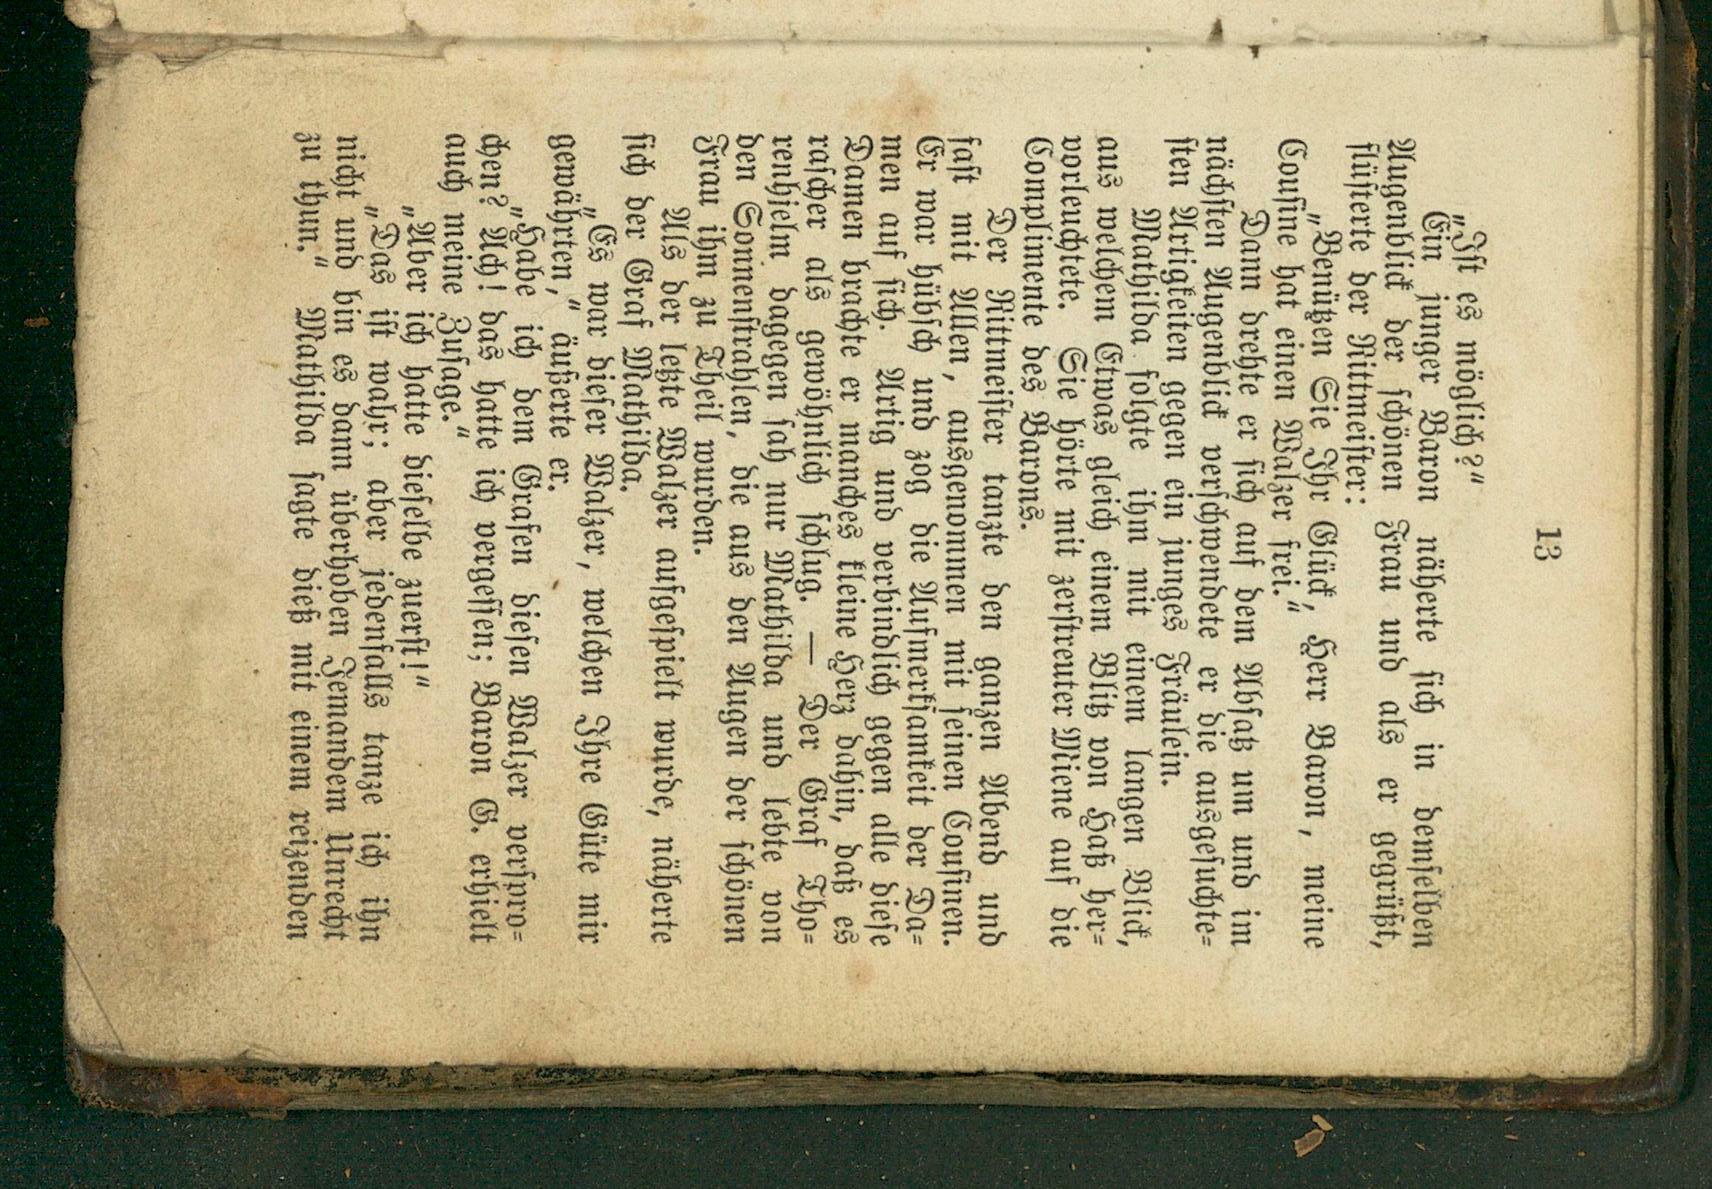 13
„Ist es möglich?"
Ein junger Baron näherte sich in demselben
Augenblick der schönen Frau und als er gegrüßt,
flüsterte der Rittmeister:
„Benützen Sie Ihr Glück, Herr Baron, meine
Cousine hat einen Walzer frei."
Dann drehte er sich auf dem Absatz um und im
nächsten Augenblick verschwendete er die ausgesuchte-
sten Artigkeiten gegen ein junges Fräulein.
Mathilda folgte ihm mit einem langen Blick,
aus welchem Etwas gleich einem Blitz von Haß her-
vorleuchtete. Sie hörte mit zerstreuter Miene auf die
Complimente des Barons.
Der Rittmeister tanzte den ganzen Abend und
fast mit Allen, ausgenommen mit seinen Cousinen.
Er war hübsch und zog die Aufmerksamkeit der Da-
men auf sich. Artig und verbindlich gegen alle diese
Damen brachte er manches kleine Herz dahin, daß es
rascher als gewöhnlich schlug. — Der Graf Tho-
renhjelm dagegen sah nur Mathilda und lebte von
den Sonnenstrahlen, die aus den Augen der schönen
Frau ihm zu Theil wurden.
Als der letzte Walzer aufgespielt wurde, näherte
sich der Graf Mathilda.
„Es war dieser Walzer, welchen Ihre Güte mir
gewährten," äußerte er.
„Habe ich dem Grafen diesen Walzer verspro-
chen? Ach! das hatte ich vergessen; Baron G. erhielt
auch meine Zusage."
„Aber ich hatte dieselbe zuerst!"
„Das ist wahr; aber jedenfalls tanze ich ihn
nicht und bin es dann überhoben Jemandem Unrecht
zu thun." Mathilda sagte dieß mit einem reizenden